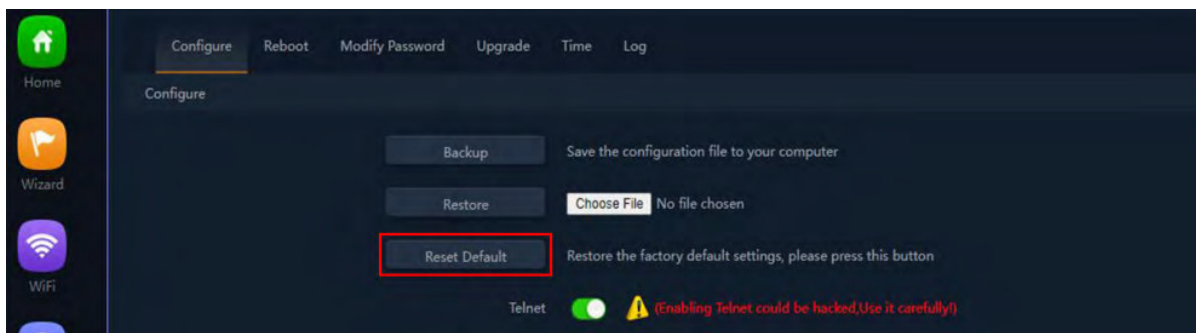 Configure Reboot Modify Password Upgrade Time Log
Home
Configure
Backup Save the configuration file to your computer
Wizard
Restore Choose File No file chosen
Reset Default Restore the factory default settings, please press this button
WiFi
Telnet (Enabling Telnet could be hacked,Use it carefully!)